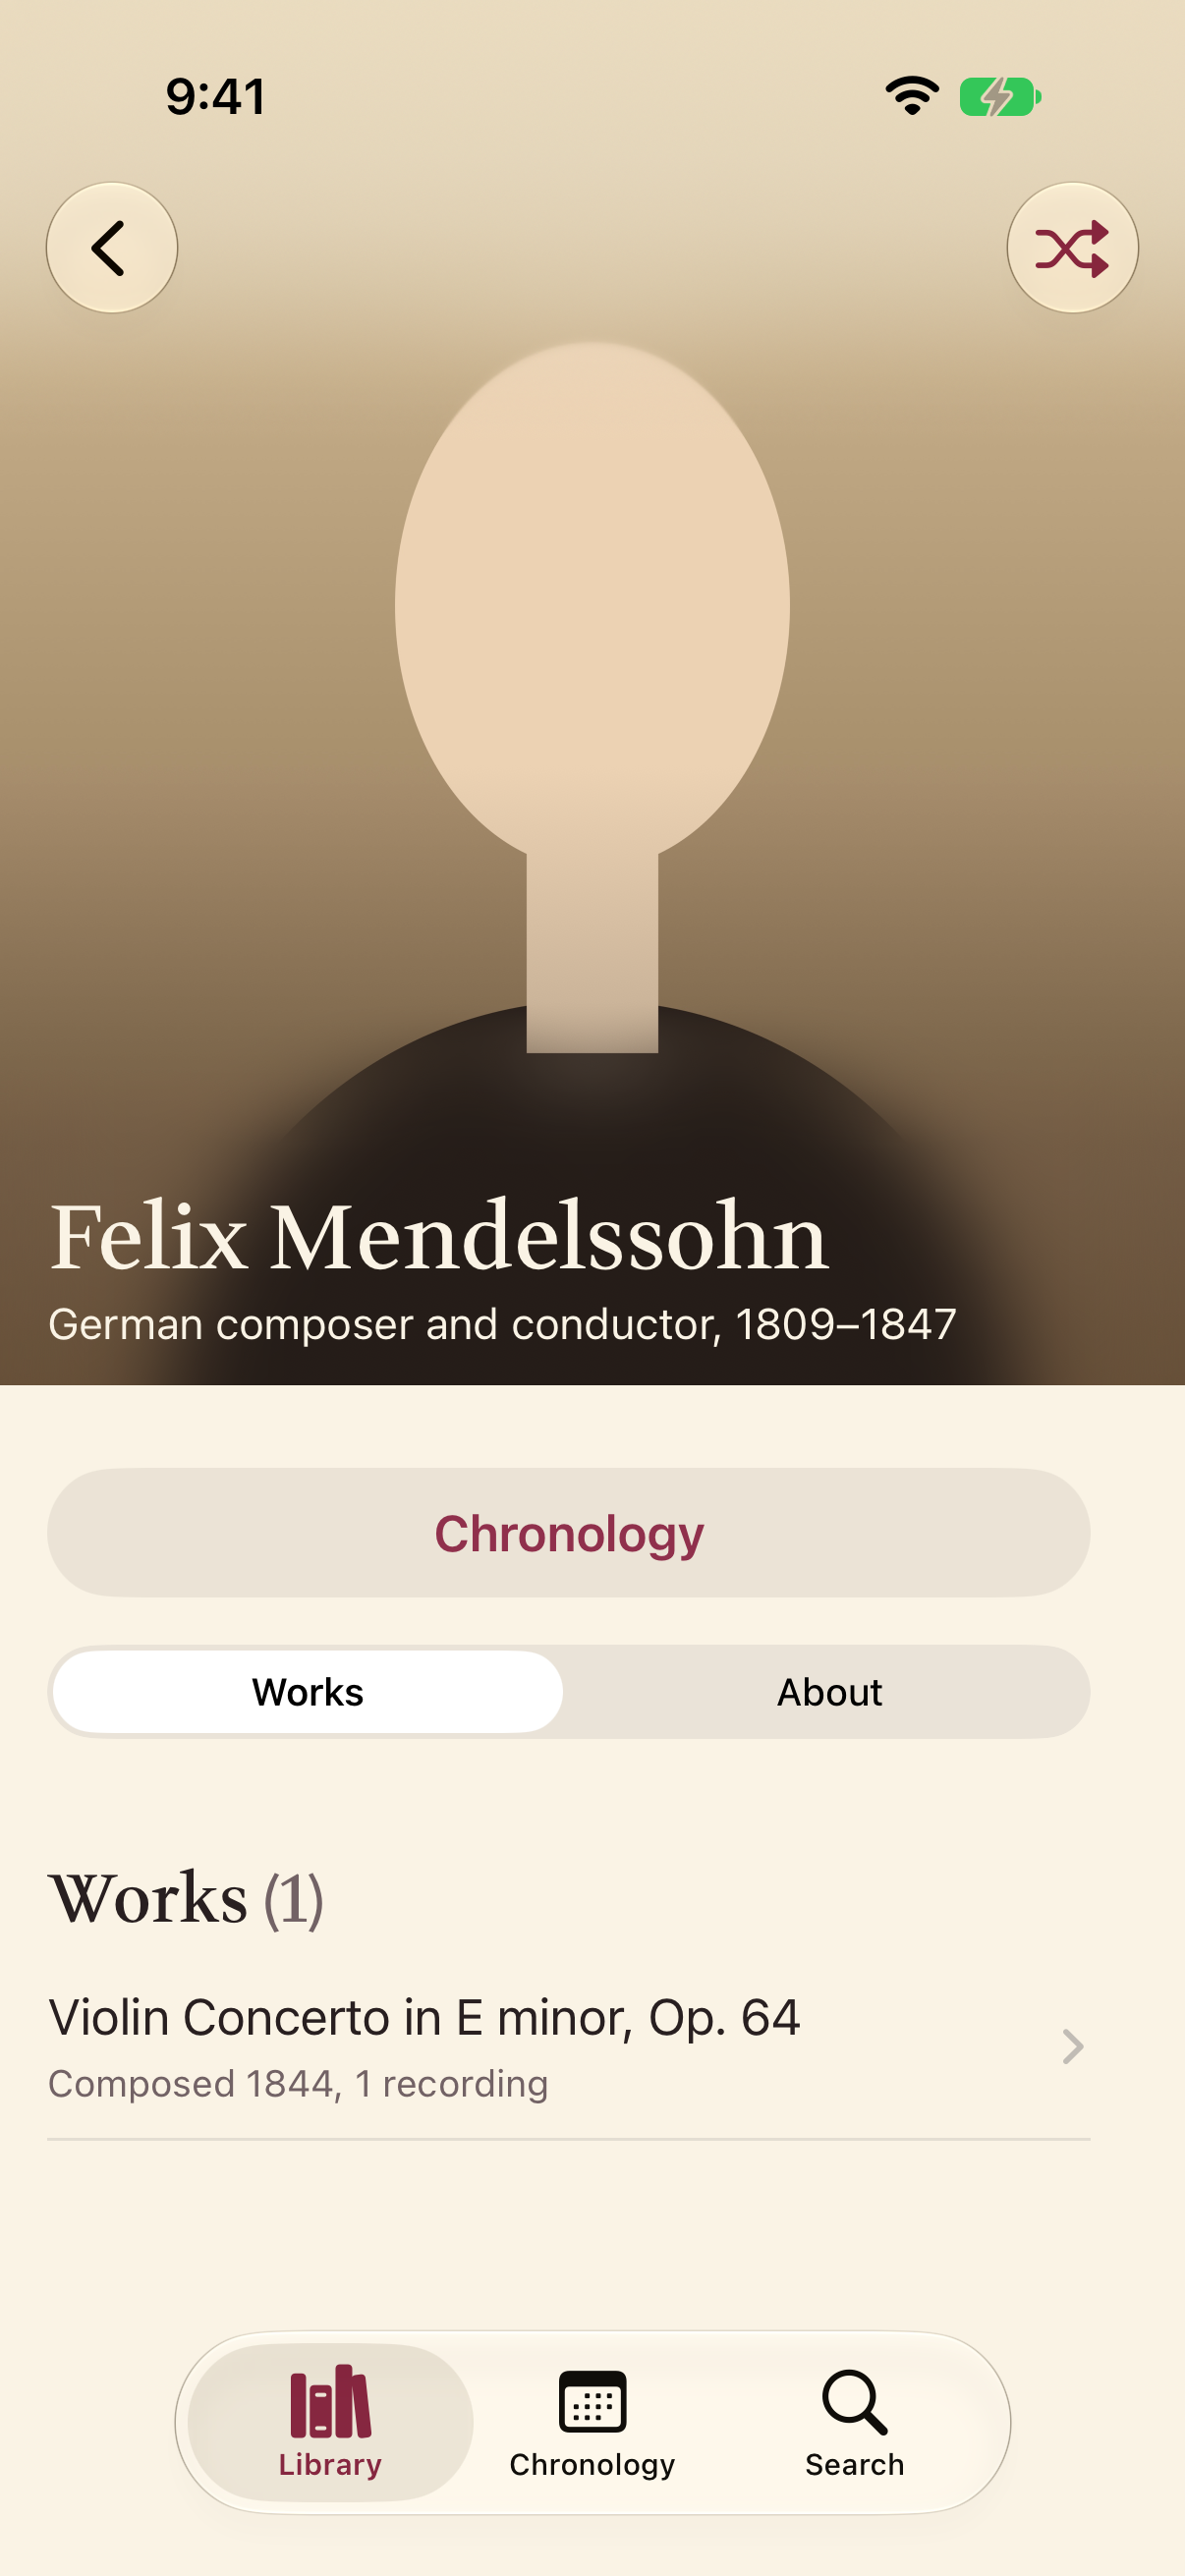 9:41
Felix Mendelssohn
German composer and conductor, 1809–1847
Chronology
Works
About
Works (1)
Violin Concerto in E minor, Op. 64
Composed 1844, 1 recording
Library
Chronology
Search